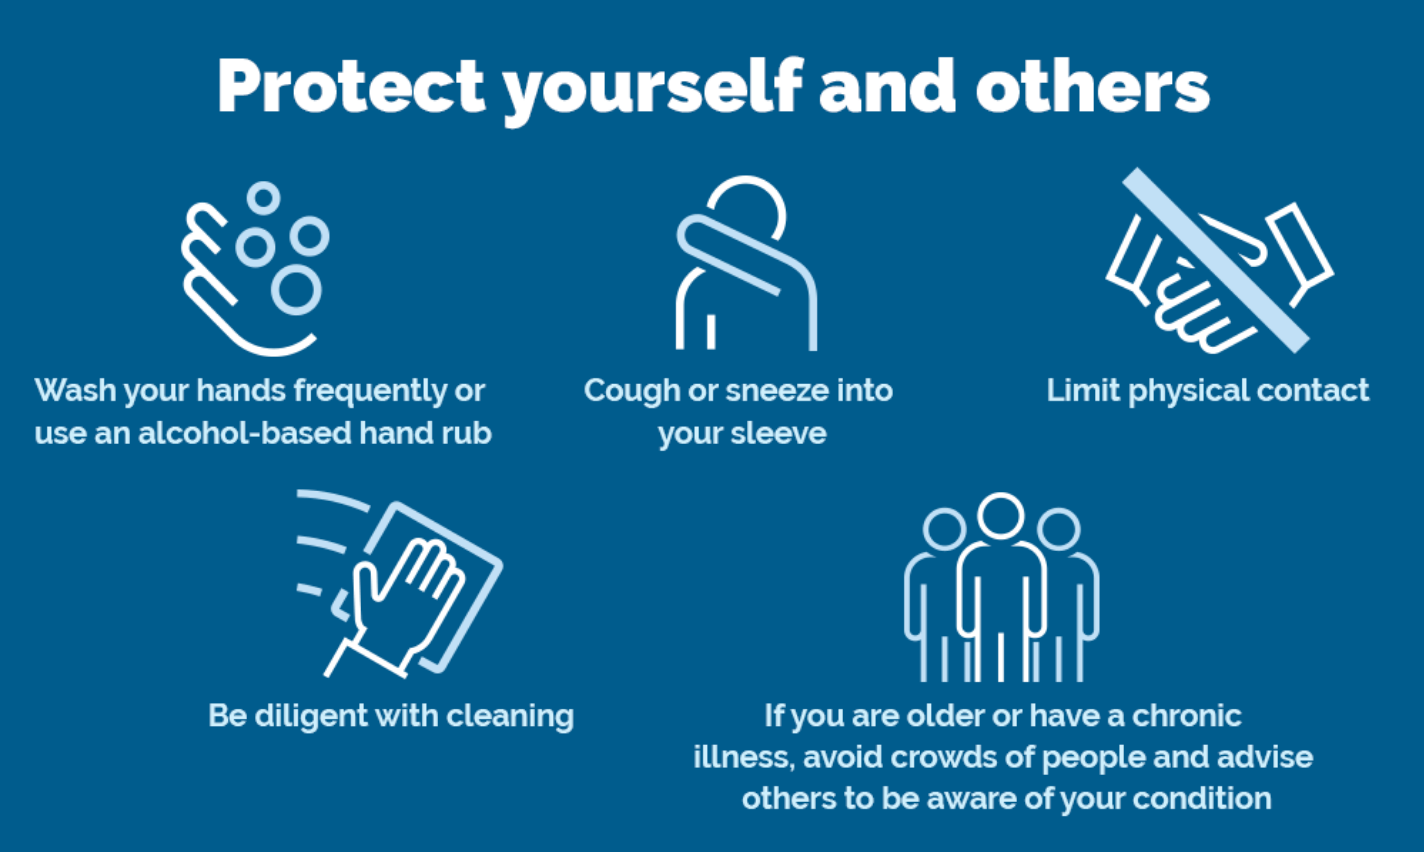 Protect yourself and others
Wash your hands frequently or
use an alcohol-based hand rub
Cough or sneeze into
your sleeve
Limit physical contact
Be diligent with cleaning
If you are older or have a chronic
illness, avoid crowds of people and advise
others to be aware of your condition